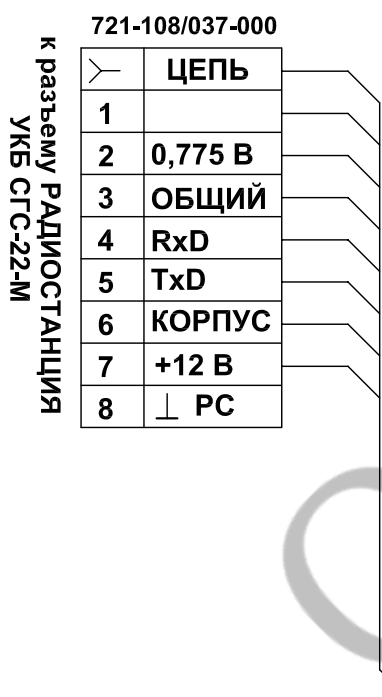 721-108/037-000
к разъему РАДИОСТАНЦИЯ
УКБ СГС-22-М
ЦЕПЬ
1
2 0,775 В
3 ОБЩИЙ
4 RxD
5 TxD
6 КОРПУС
7 +12 В
8 ⊥ РС